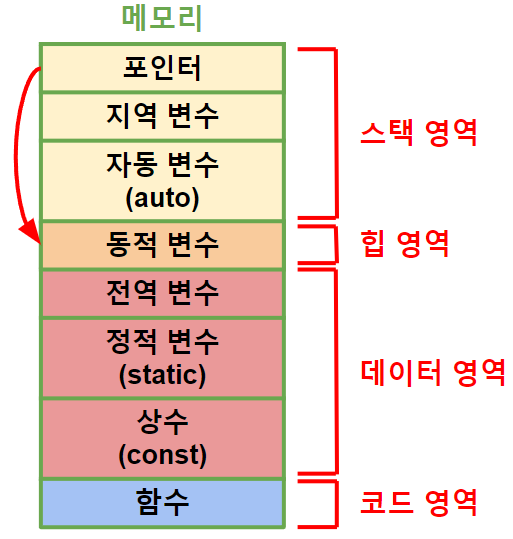 메모리
포인터
지역 변수
자동 변수
(auto)
스택 영역
동적 변수
힙 영역
전역 변수
정적 변수
(static)
상수
(const)
데이터 영역
함수
코드 영역